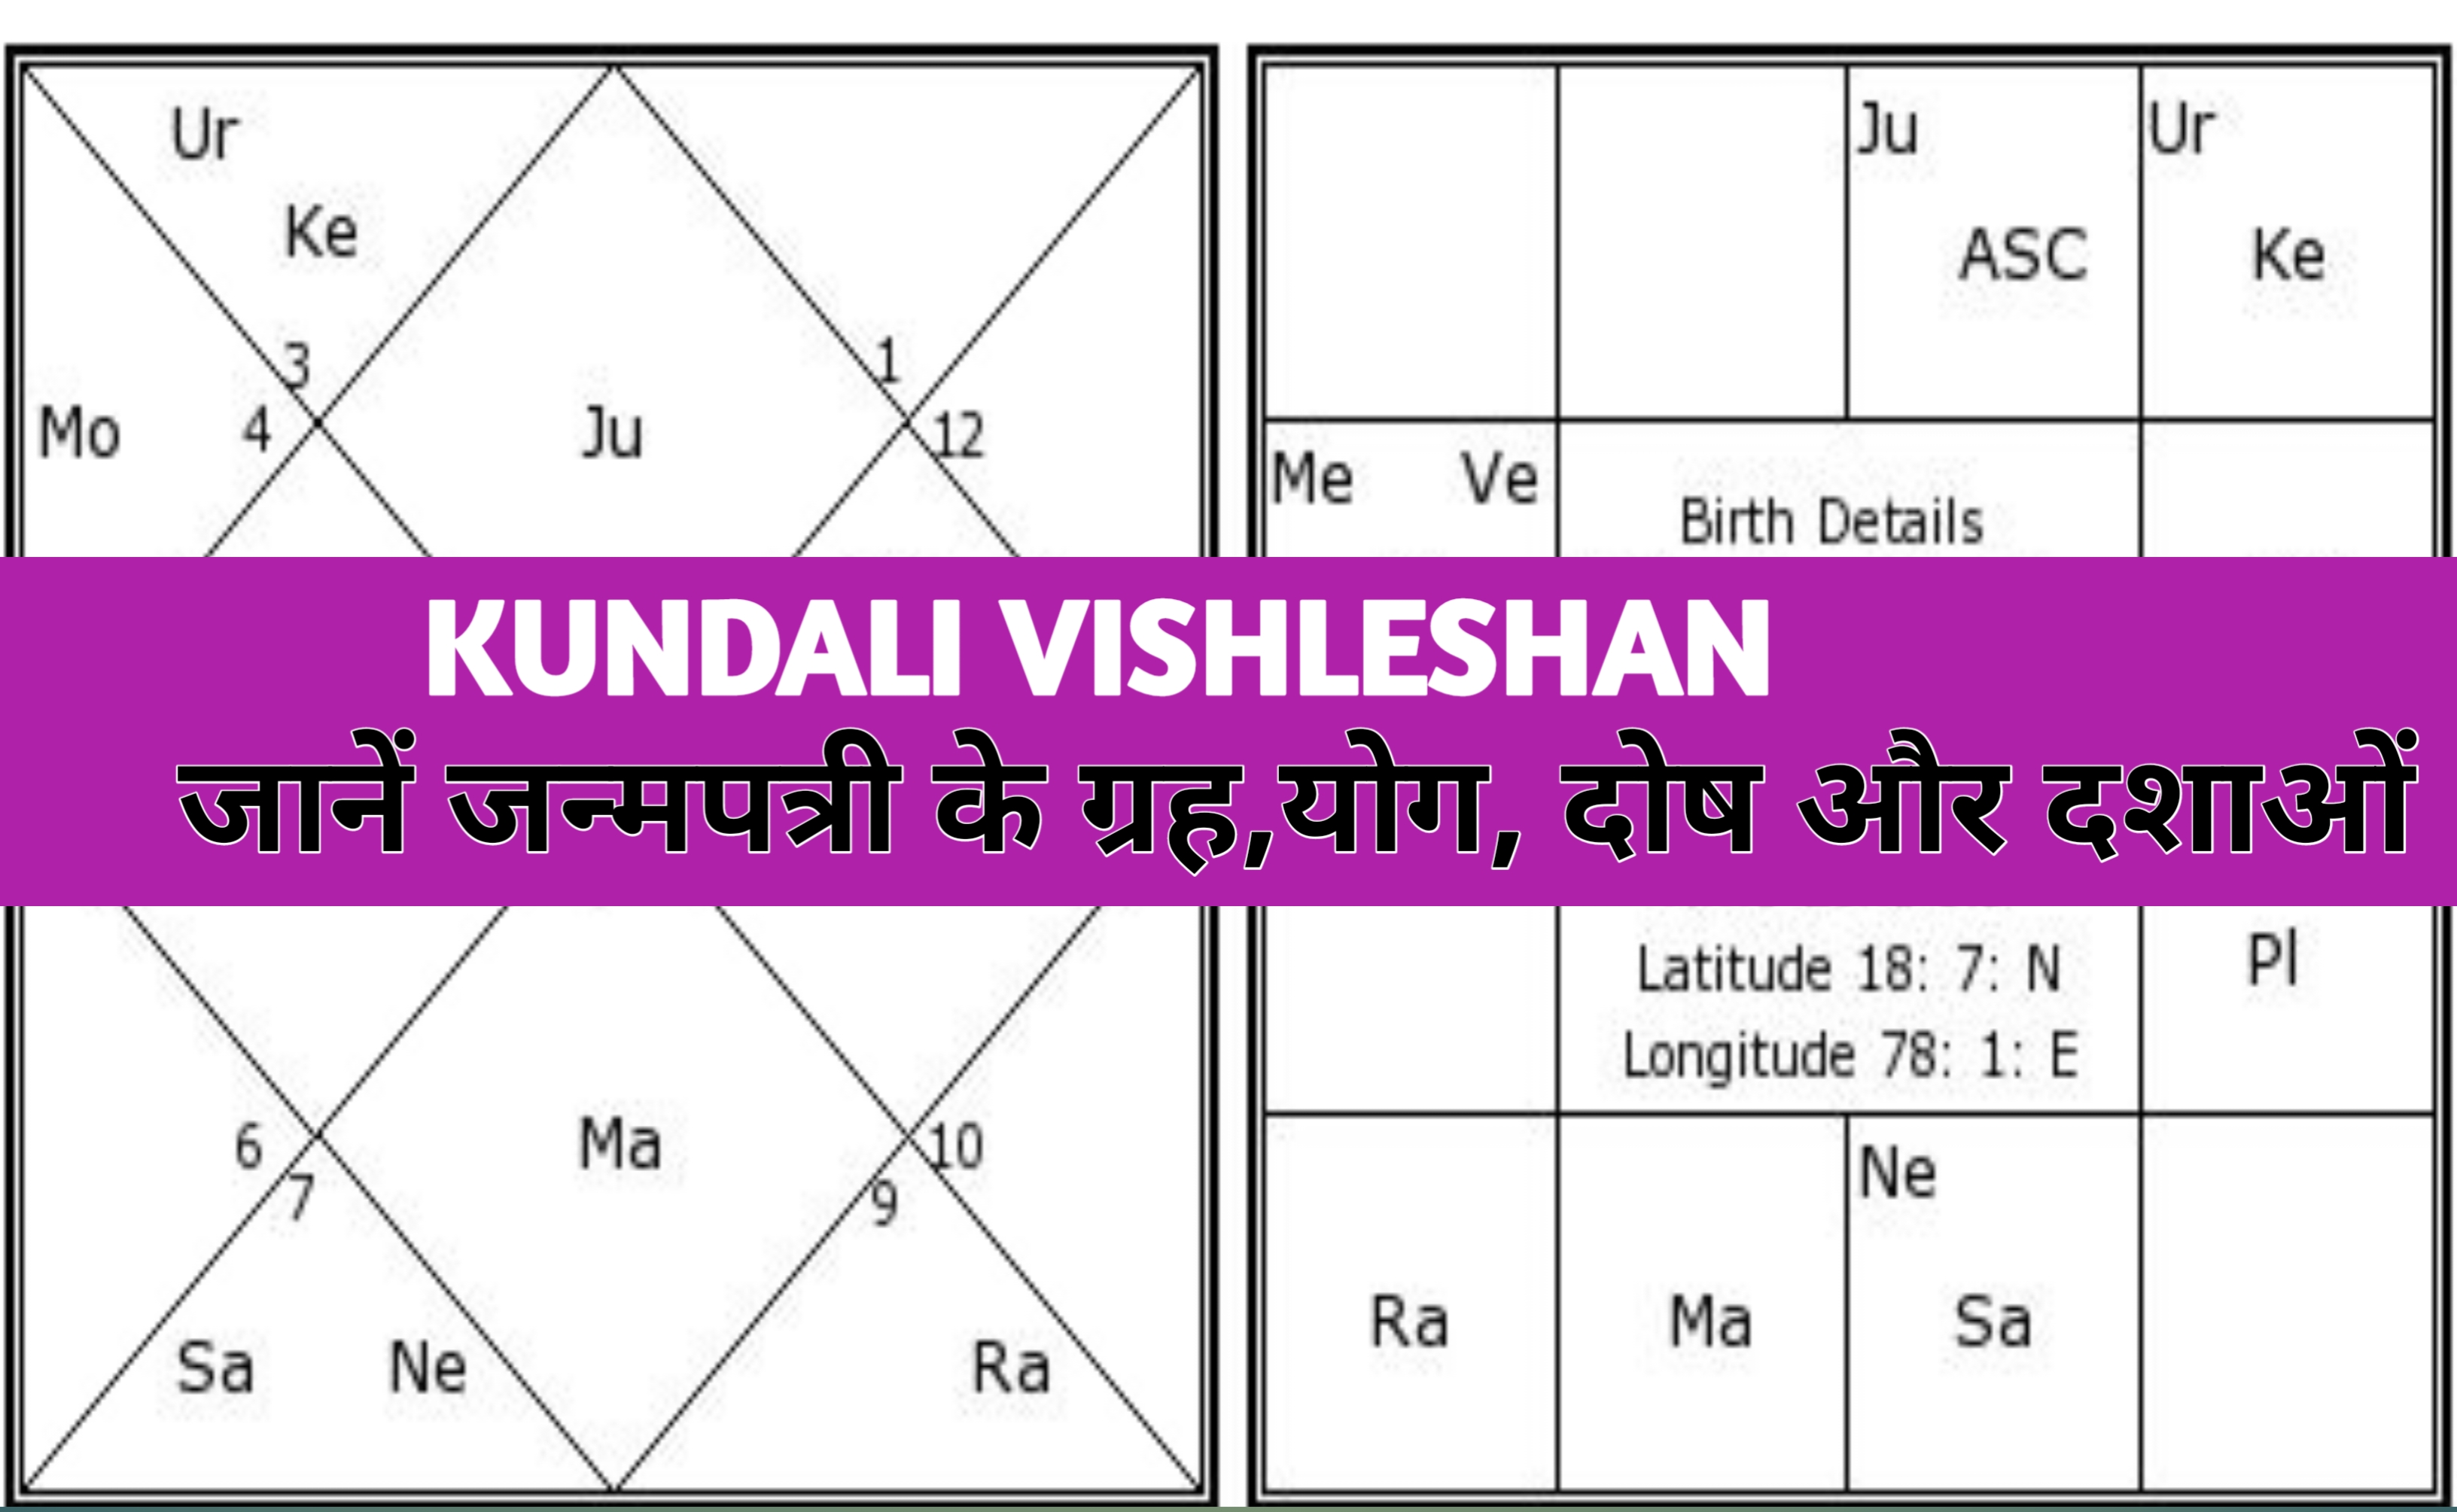 Ur
Ke
3
1
Mo 4
Ju
12
Ju Ur
ASC Ke
Me Ve
Birth Details
KUNDALI VISHLESHAN
जानें जन्मपत्री के ग्रह,योग, दोष और दशाओं
6
7
Ma
10
9
Sa Ne
Ra
Latitude 18: 7: N
Longitude 78: 1: E
Pl
Ne
Ra Ma Sa